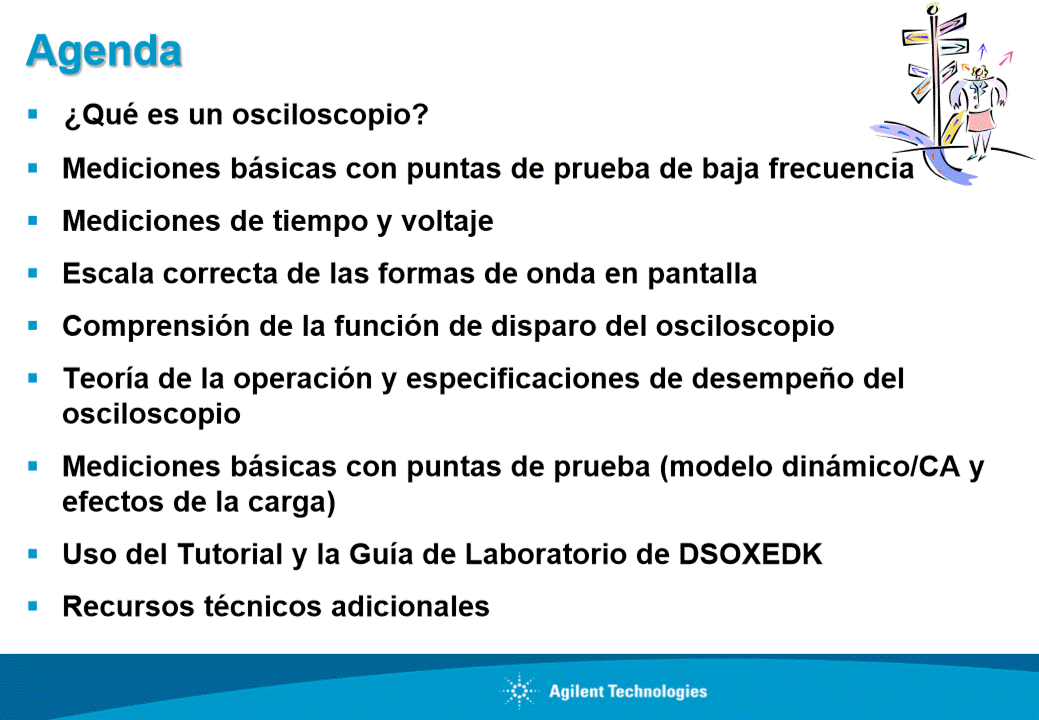 Agenda
¿Qué es un osciloscopio?
Mediciones básicas con puntas de prueba de baja frecuencia
Mediciones de tiempo y voltaje
Escala correcta de las formas de onda en pantalla
Comprensión de la función de disparo del osciloscopio
Teoría de la operación y especificaciones de desempeño del
osciloscopio
Mediciones básicas con puntas de prueba (modelo dinámico/CA y
efectos de la carga)
Uso del Tutorial y la Guía de Laboratorio de DSOXEDK
Recursos técnicos adicionales
Agilent Technologies